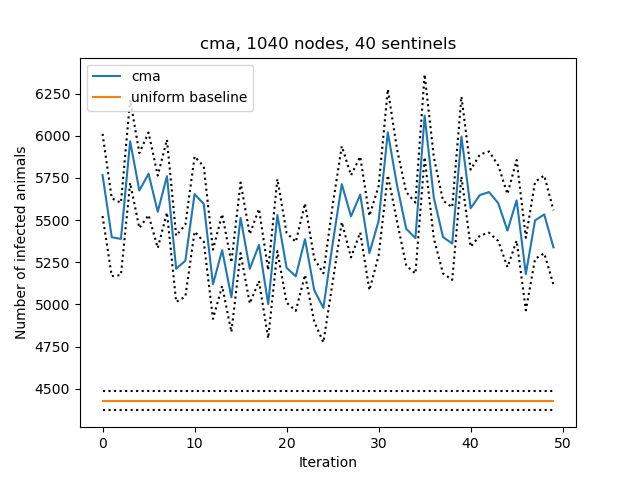 cma, 1040 nodes, 40 sentinels
cma
uniform baseline
Number of infected animals
6250
6000
5750
5500
5250
5000
4750
4500
0 10 20 30 40 50
Iteration